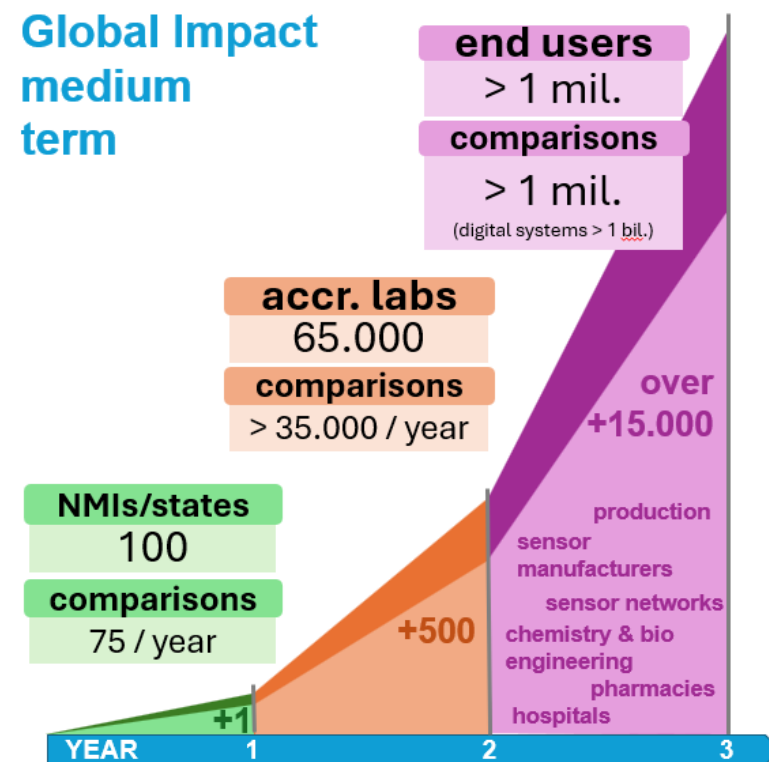 Global Impact
medium
term
end users
> 1 mil.
comparisons
> 1 mil.
(digital systems > 1 bil.)
accr. labs
65.000
comparisons
> 35.000 / year
NMIs/states
100
comparisons
75 / year
over
+15.000
production
sensor
manufacturers
sensor networks
chemistry & bio
engineering
pharmacies
hospitals
+500
+1
YEAR 1 2 3